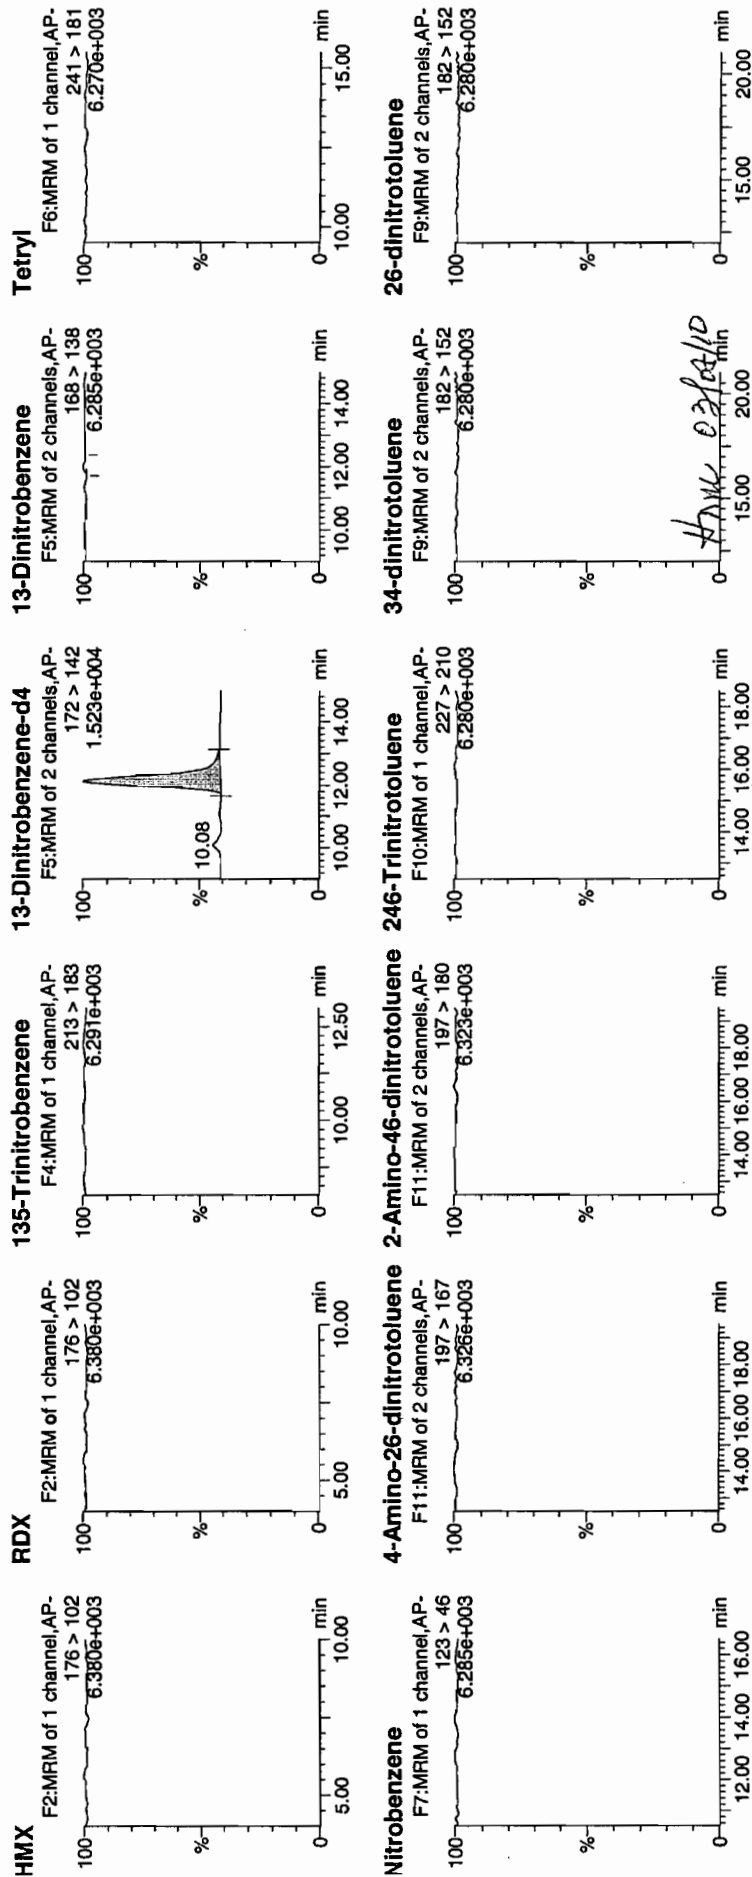 HMX
F2:MRM of 1 channel,AP-
176 > 102
6.380e+003
100
%
0
5.00 10.00 min
RDX
F2:MRM of 1 channel,AP-
176 > 102
6.380e+003
100
%
0
5.00 10.00 min
135-Trinitrobenzene
F4:MRM of 1 channel,AP-
213 > 183
6.291e+003
100
%
0
10.00 12.50 min
13-Dinitrobenzene-d4
F5:MRM of 2 channels,AP-
172 > 142
1.523e+004
100
10.08
%
0
10.00 12.00 14.00 min
13-Dinitrobenzene
F5:MRM of 2 channels,AP-
168 > 138
6.285e+003
100
%
0
10.00 12.00 14.00 min
Tetryl
F6:MRM of 1 channel,AP-
241 > 181
6.270e+003
100
%
0
10.00 15.00 min
Nitrobenzene
F7:MRM of 1 channel,AP-
123 > 46
6.285e+003
100
%
0
12.00 14.00 16.00 min
4-Amino-26-dinitrotoluene
F11:MRM of 2 channels,AP-
197 > 167
6.326e+003
100
%
0
14.00 16.00 18.00 min
2-Amino-46-dinitrotoluene
F11:MRM of 2 channels,AP-
197 > 180
6.323e+003
100
%
0
14.00 16.00 18.00 min
246-Trinitrotoluene
F10:MRM of 1 channel,AP-
227 > 210
6.280e+003
100
%
0
14.00 16.00 18.00 min
34-dinitrotoluene
F9:MRM of 2 channels,AP-
182 > 152
6.280e+003
100
%
0
15.00 20.00 min
26-dinitrotoluene
F9:MRM of 2 channels,AP-
182 > 152
6.280e+003
100
%
0
15.00 20.00 min